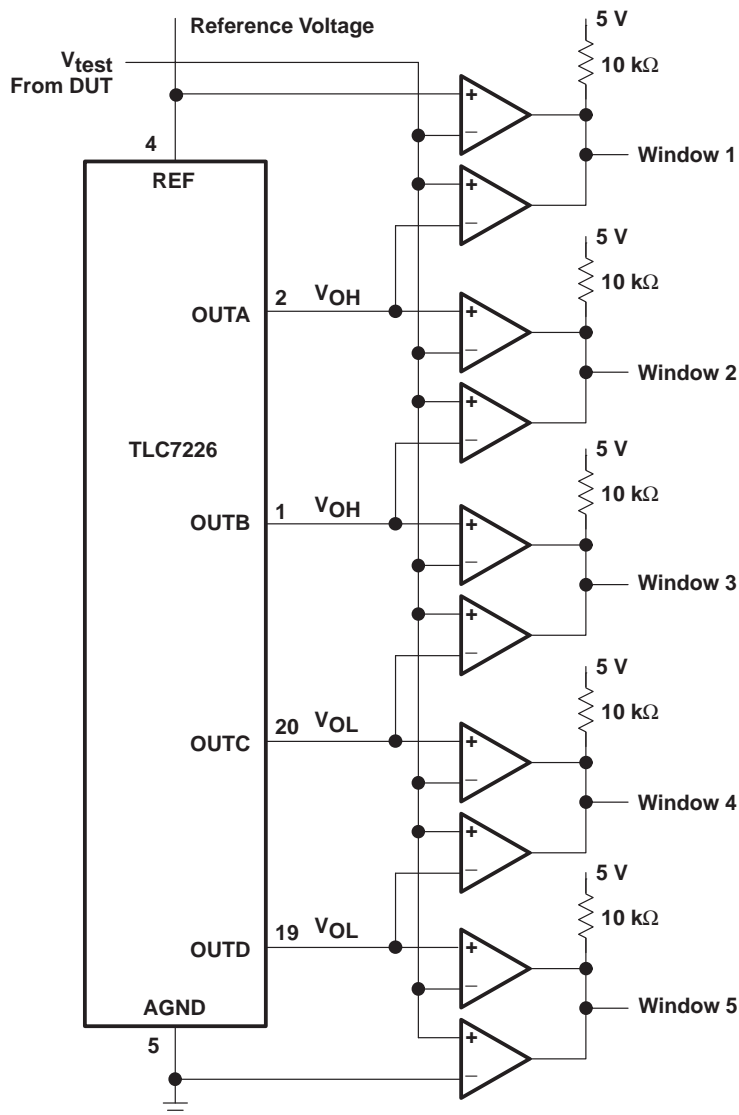 Reference Voltage
Vtest
From DUT
4
REF
5 V
10 kΩ
+
−
Window 1
+
−
OUTA
2
VOH
5 V
10 kΩ
+
−
Window 2
+
−
TLC7226
OUTB
1
VOH
5 V
10 kΩ
+
−
Window 3
+
−
OUTC
20
VOL
5 V
10 kΩ
+
−
Window 4
+
−
OUTD
19
VOL
5 V
10 kΩ
+
−
Window 5
+
−
AGND
5